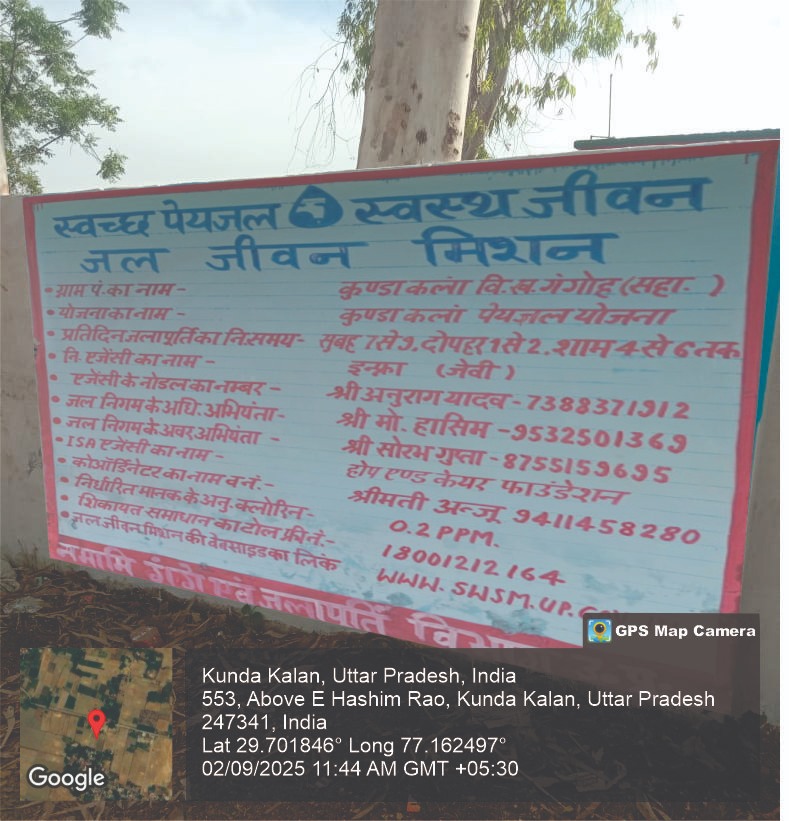 स्वच्छ पेयजल स्वस्थ जीवन
जल जीवन मिशन
• ग्राम पं. का नाम - कुण्डा कलां वि.ख. गंगोह (सहा. )
• योजना का नाम - कुण्डा कलां पेयजल योजना
• प्रतिदिन जलापूर्ति का नि.समय- सुबह 7 से 9, दोपहर 1 से 2. शाम 4 से 6 तक
• नि. एजेंसी का नाम - इन्फ्रा (जेवी)
• एजेंसी के नोडल का नम्बर - श्री अनुराग यादव - 7388371912
• जल निगम के अधि. अभियंता - श्री मो. हासिम -9532501369
• जल निगम के अवर अभियंता - श्री सोरभ गुप्ता - 8755159695
• ISA एजेंसी का नाम - होप एण्ड केयर फाउंडेशन
• कोआर्डिनेटर का नाम व नं.- श्रीमती अन्जू 9411458280
• निर्धारित मानक के अनु. क्लोरिन- 0.2 PPM.
• शिकायत समाधान का टोल फ्री नं.- 18001212164
• जल जीवन मिशन की वेबसाइड का लिंक WWW.SWSM.UP.
नमामि गंगे एवं जलापूर्ति
GPS Map Camera
Kunda Kalan, Uttar Pradesh, India
553, Above E Hashim Rao, Kunda Kalan, Uttar Pradesh
247341, India
Lat 29.701846° Long 77.162497°
02/09/2025 11:44 AM GMT +05:30
Google